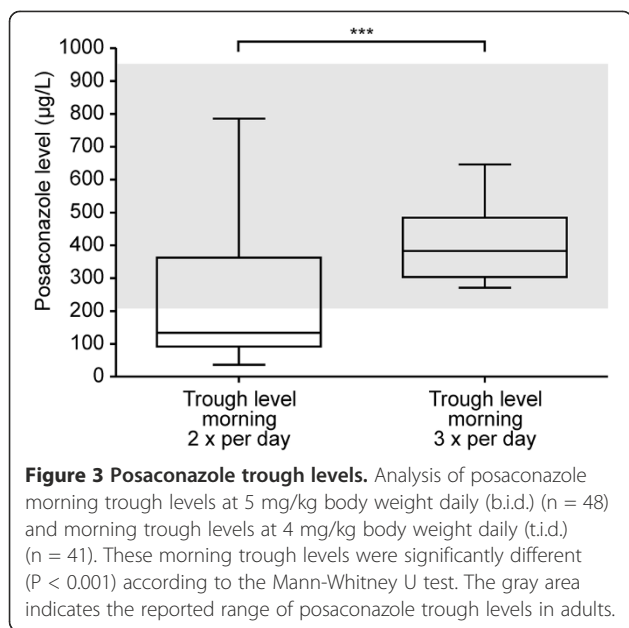 ***
1000
900
800
700
600
500
400
300
200
100
0
Posaconazole level (µg/L)
Trough level
morning
2 x per day
Trough level
morning
3 x per day
Figure 3 Posaconazole trough levels. Analysis of posaconazole
morning trough levels at 5 mg/kg body weight daily (b.i.d.) (n = 48)
and morning trough levels at 4 mg/kg body weight daily (t.i.d.)
(n = 41). These morning trough levels were significantly different
(P < 0.001) according to the Mann-Whitney U test. The gray area
indicates the reported range of posaconazole trough levels in adults.